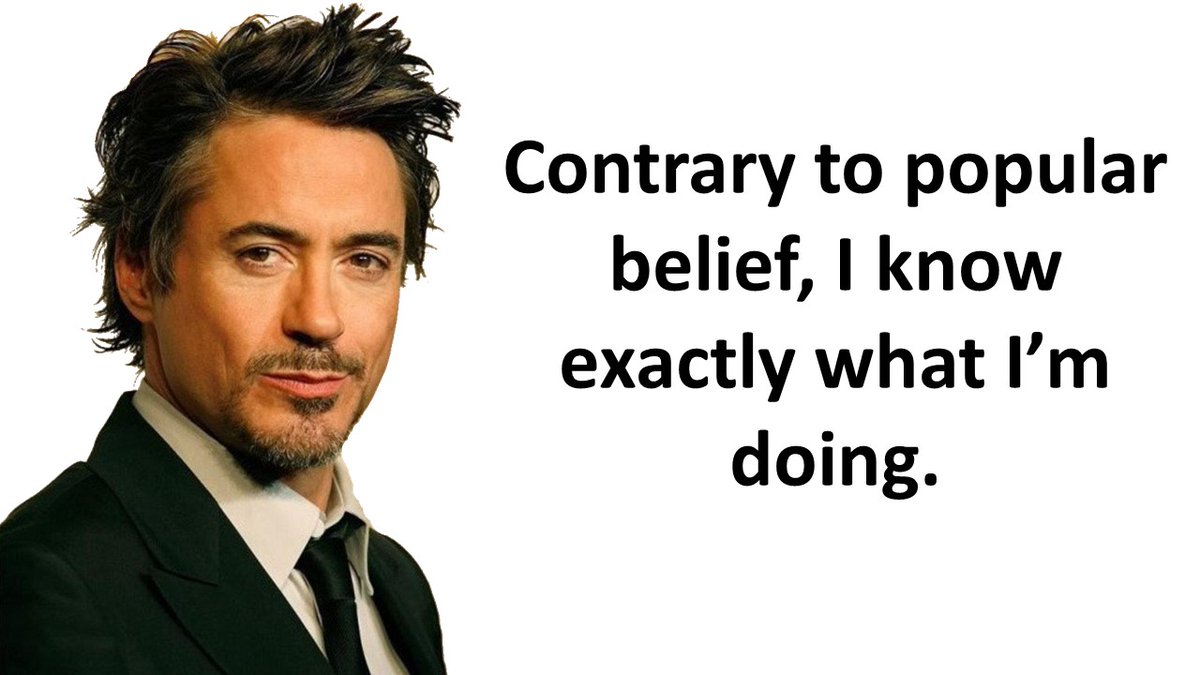 Contrary to popular
belief, I know
exactly what I’m
doing.